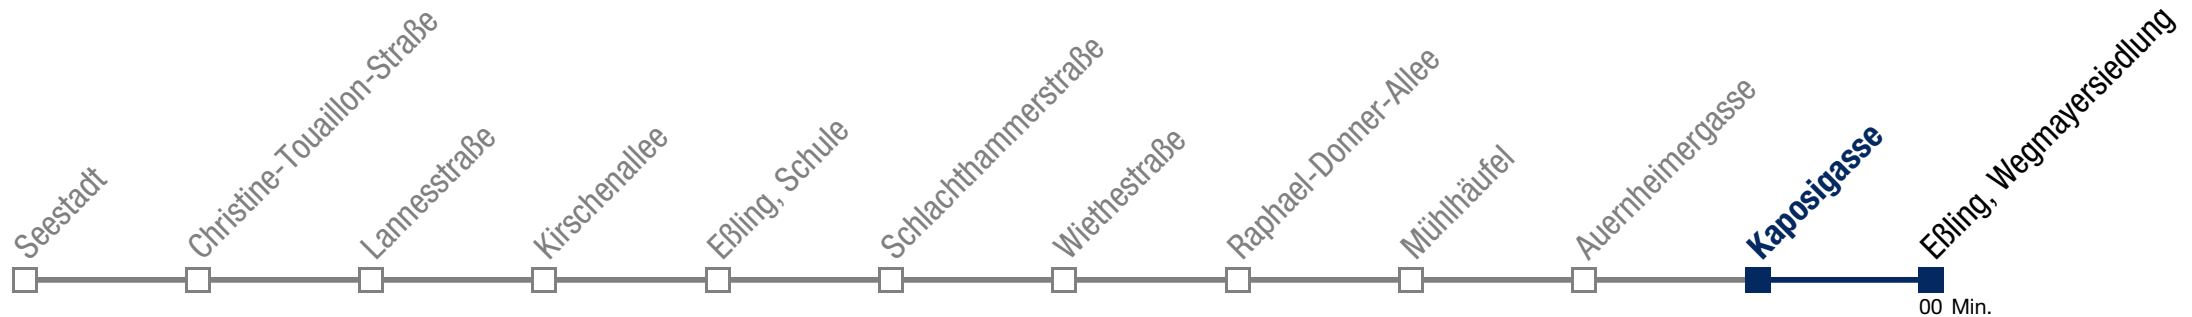 Seestadt
Christine-Touaillon-Straße
Lannesstraße
Kirschenallee
Eßling, Schule
Schlachthammerstraße
Wiethestraße
Raphael-Donner-Allee
Mühlhäufel
Auernheimergasse
Kaposigasse
Eßling, Wegmayersiedlung
00 Min.